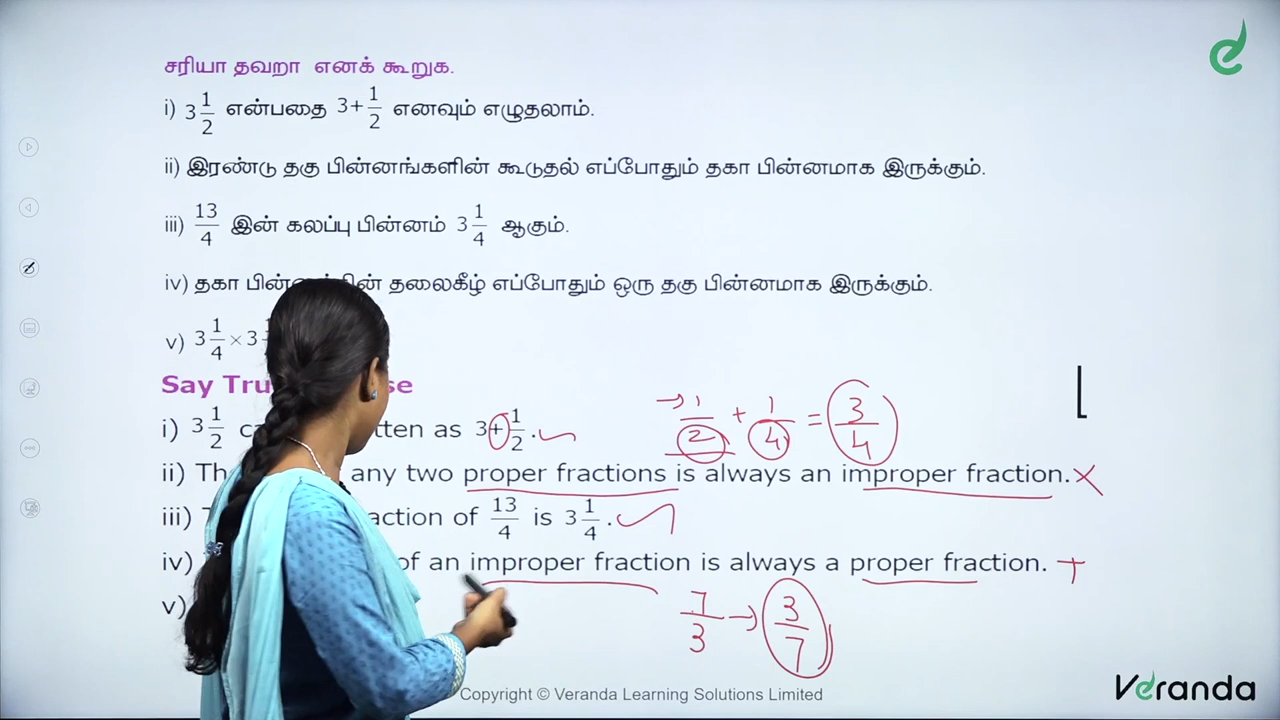 சரியா தவறா எனக் கூறுக.
i) 3 1/2 என்பதை 3+1/2 எனவும் எழுதலாம்.
ii) இரண்டு தகு பின்னங்களின் கூடுதல் எப்போதும் தகா பின்னமாக இருக்கும்.
iii) 13/4 இன் கலப்பு பின்னம் 3 1/4 ஆகும்.
iv) தகா தலைகீழ் எப்போதும் ஒரு தகு பின்னமாக இருக்கும்.
v) 3 1/4 × 3
Say
i) 3 1/2 as 3+1/2.
1/2 + 1/4 = 3/4
ii) any two proper fractions is always an improper fraction. ×
iii) of 13/4 is 3 1/4.
iv) of an improper fraction is always a proper fraction.
v)
7/3 → 3/7
Copyright © Veranda Learning Solutions Limited
Veranda